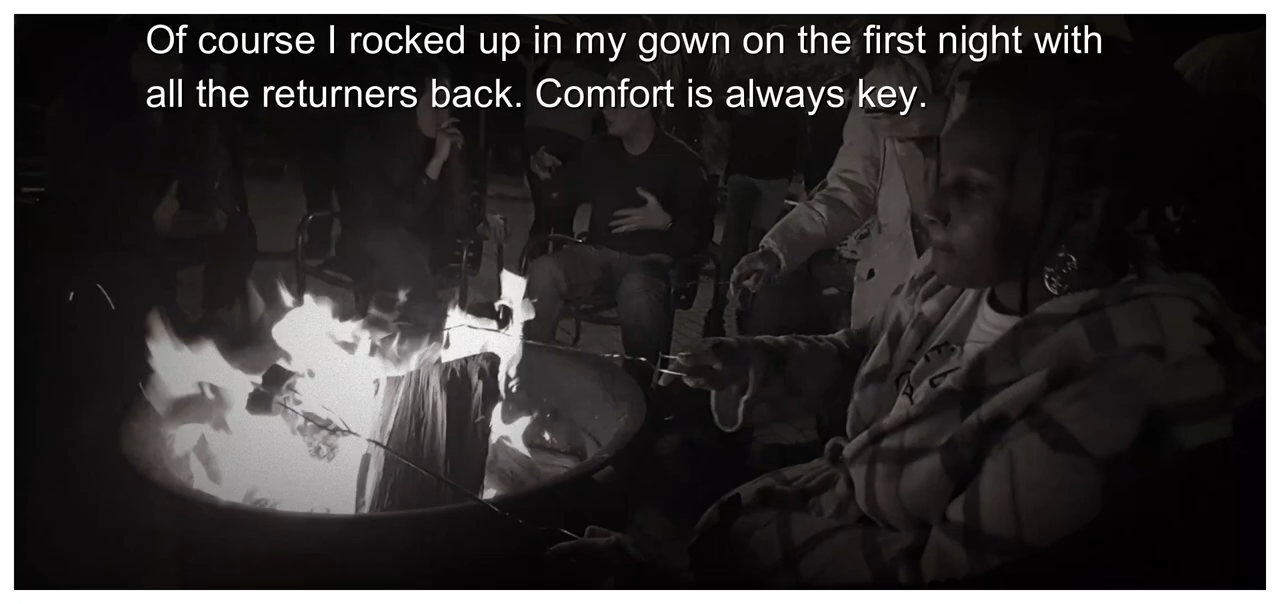 Of course I rocked up in my gown on the first night with
all the returners back. Comfort is always key.